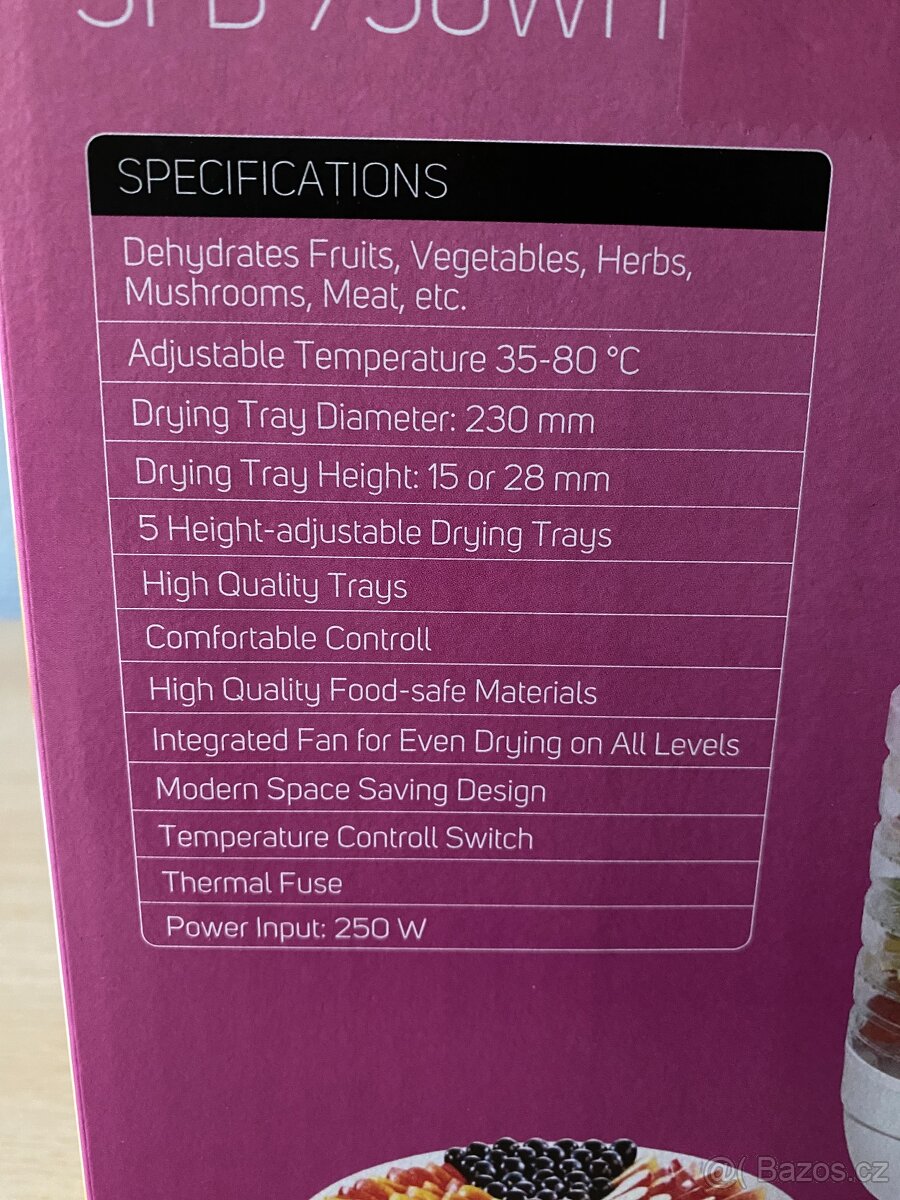 SPECIFICATIONS
Dehydrates Fruits, Vegetables, Herbs,
Mushrooms, Meat, etc.
Adjustable Temperature 35-80 °C
Drying Tray Diameter: 230 mm
Drying Tray Height: 15 or 28 mm
5 Height-adjustable Drying Trays
High Quality Trays
Comfortable Controll
High Quality Food-safe Materials
Integrated Fan for Even Drying on All Levels
Modern Space Saving Design
Temperature Controll Switch
Thermal Fuse
Power Input: 250 W
Bazos.cz